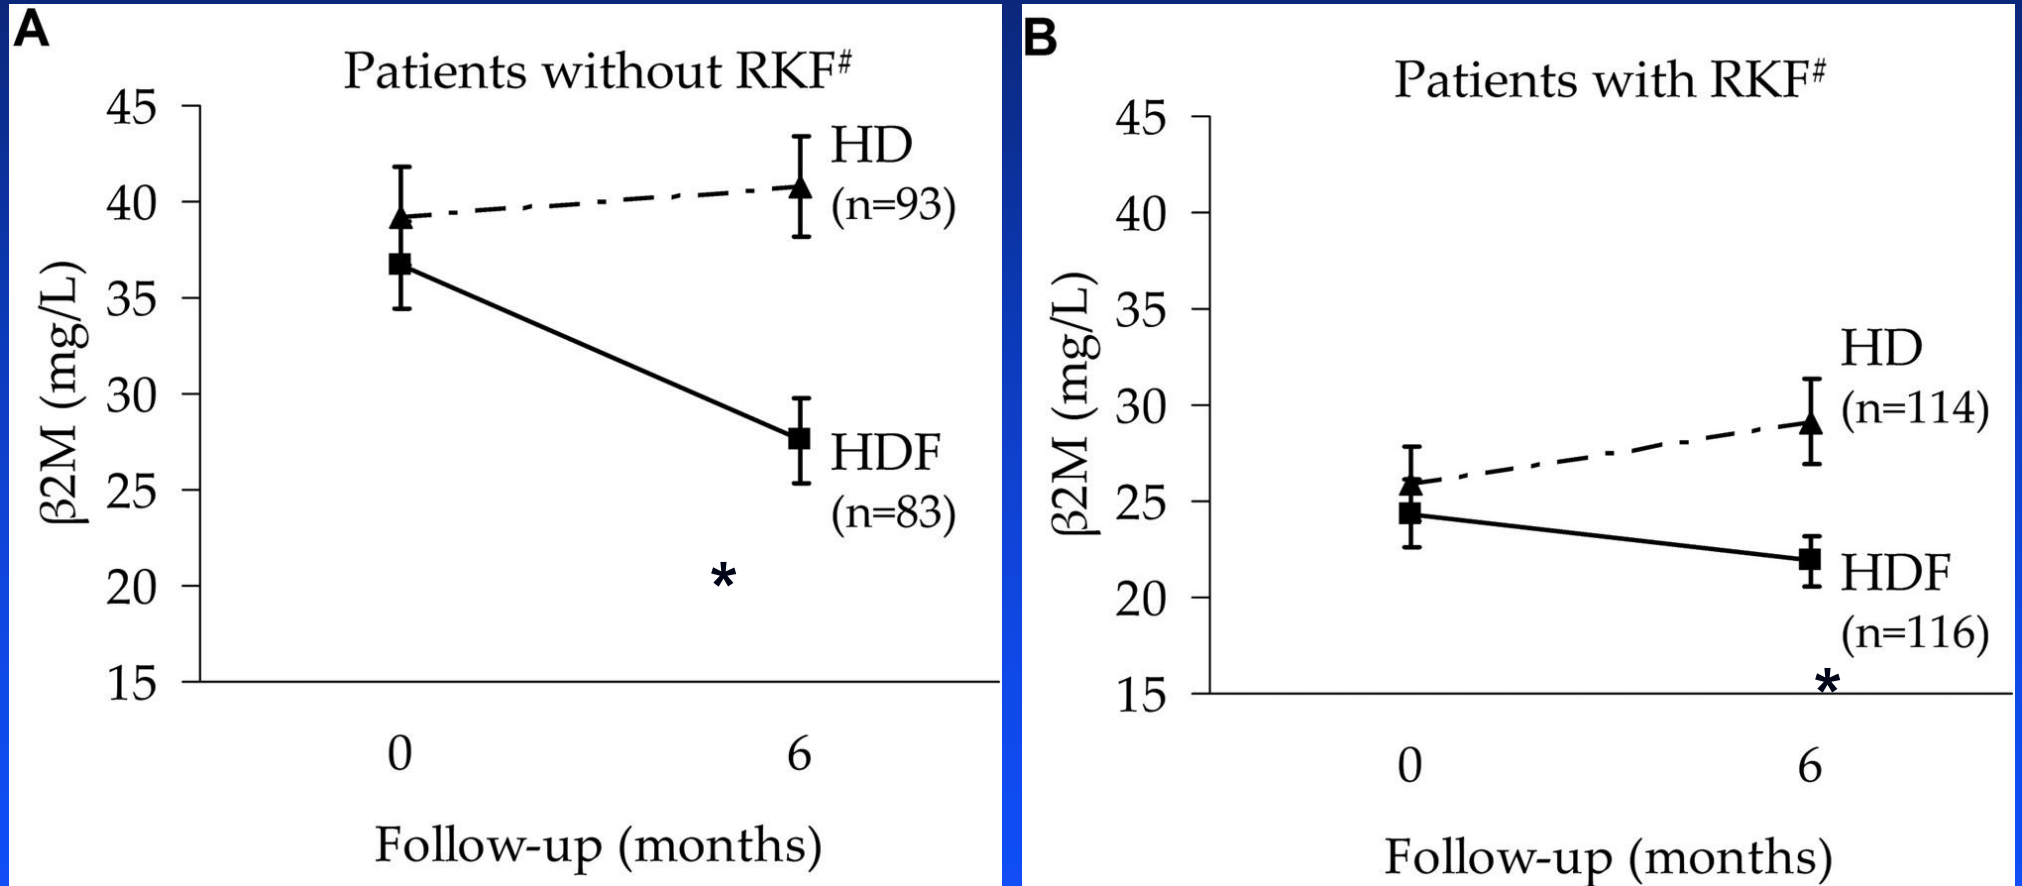 A
Patients without RKF#
45
40
35
30
25
20
15
β2M (mg/L)
HD
(n=93)
HDF
(n=83)
*
0
6
Follow-up (months)
B
Patients with RKF#
45
40
35
30
25
20
15
β2M (mg/L)
HD
(n=114)
HDF
(n=116)
*
0
6
Follow-up (months)